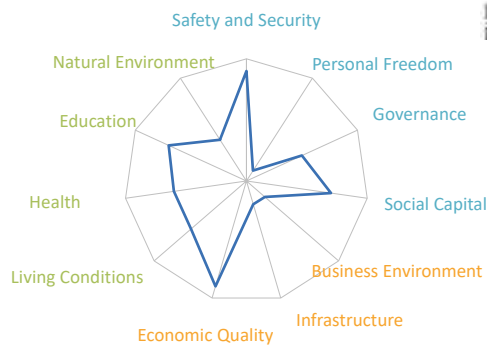 Safety and Security
Natural Environment
Personal Freedom
Education
Governance
Health
Social Capital
Living Conditions
Business Environment
Economic Quality
Infrastructure